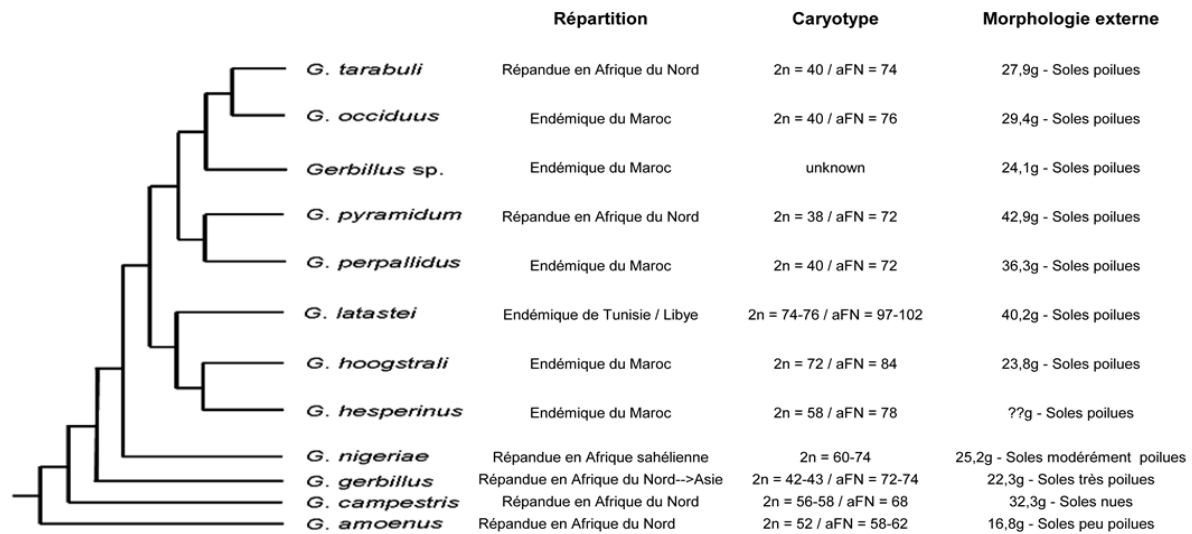 Répartition Caryotype Morphologie externe
G. tarabuli Répandue en Afrique du Nord 2n = 40 / aFN = 74 27,9g - Soles poilues
G. occiduus Endémique du Maroc 2n = 40 / aFN = 76 29,4g - Soles poilues
Gerbillus sp. Endémique du Maroc unknown 24,1g - Soles poilues
G. pyramidum Répandue en Afrique du Nord 2n = 38 / aFN = 72 42,9g - Soles poilues
G. perpallidus Endémique du Maroc 2n = 40 / aFN = 72 36,3g - Soles poilues
G. latastei Endémique de Tunisie / Libye 2n = 74-76 / aFN = 97-102 40,2g - Soles poilues
G. hoogstrali Endémique du Maroc 2n = 72 / aFN = 84 23,8g - Soles poilues
G. hesperinus Endémique du Maroc 2n = 58 / aFN = 78 ??g - Soles poilues
G. nigeriae Répandue en Afrique sahélienne 2n = 60-74 25,2g - Soles modérément poilues
G. gerbillus Répandue en Afrique du Nord-->Asie 2n = 42-43 / aFN = 72-74 22,3g - Soles très poilues
G. campestris Répandue en Afrique du Nord 2n = 56-58 / aFN = 68 32,3g - Soles nues
G. amoenus Répandue en Afrique du Nord 2n = 52 / aFN = 58-62 16,8g - Soles peu poilues